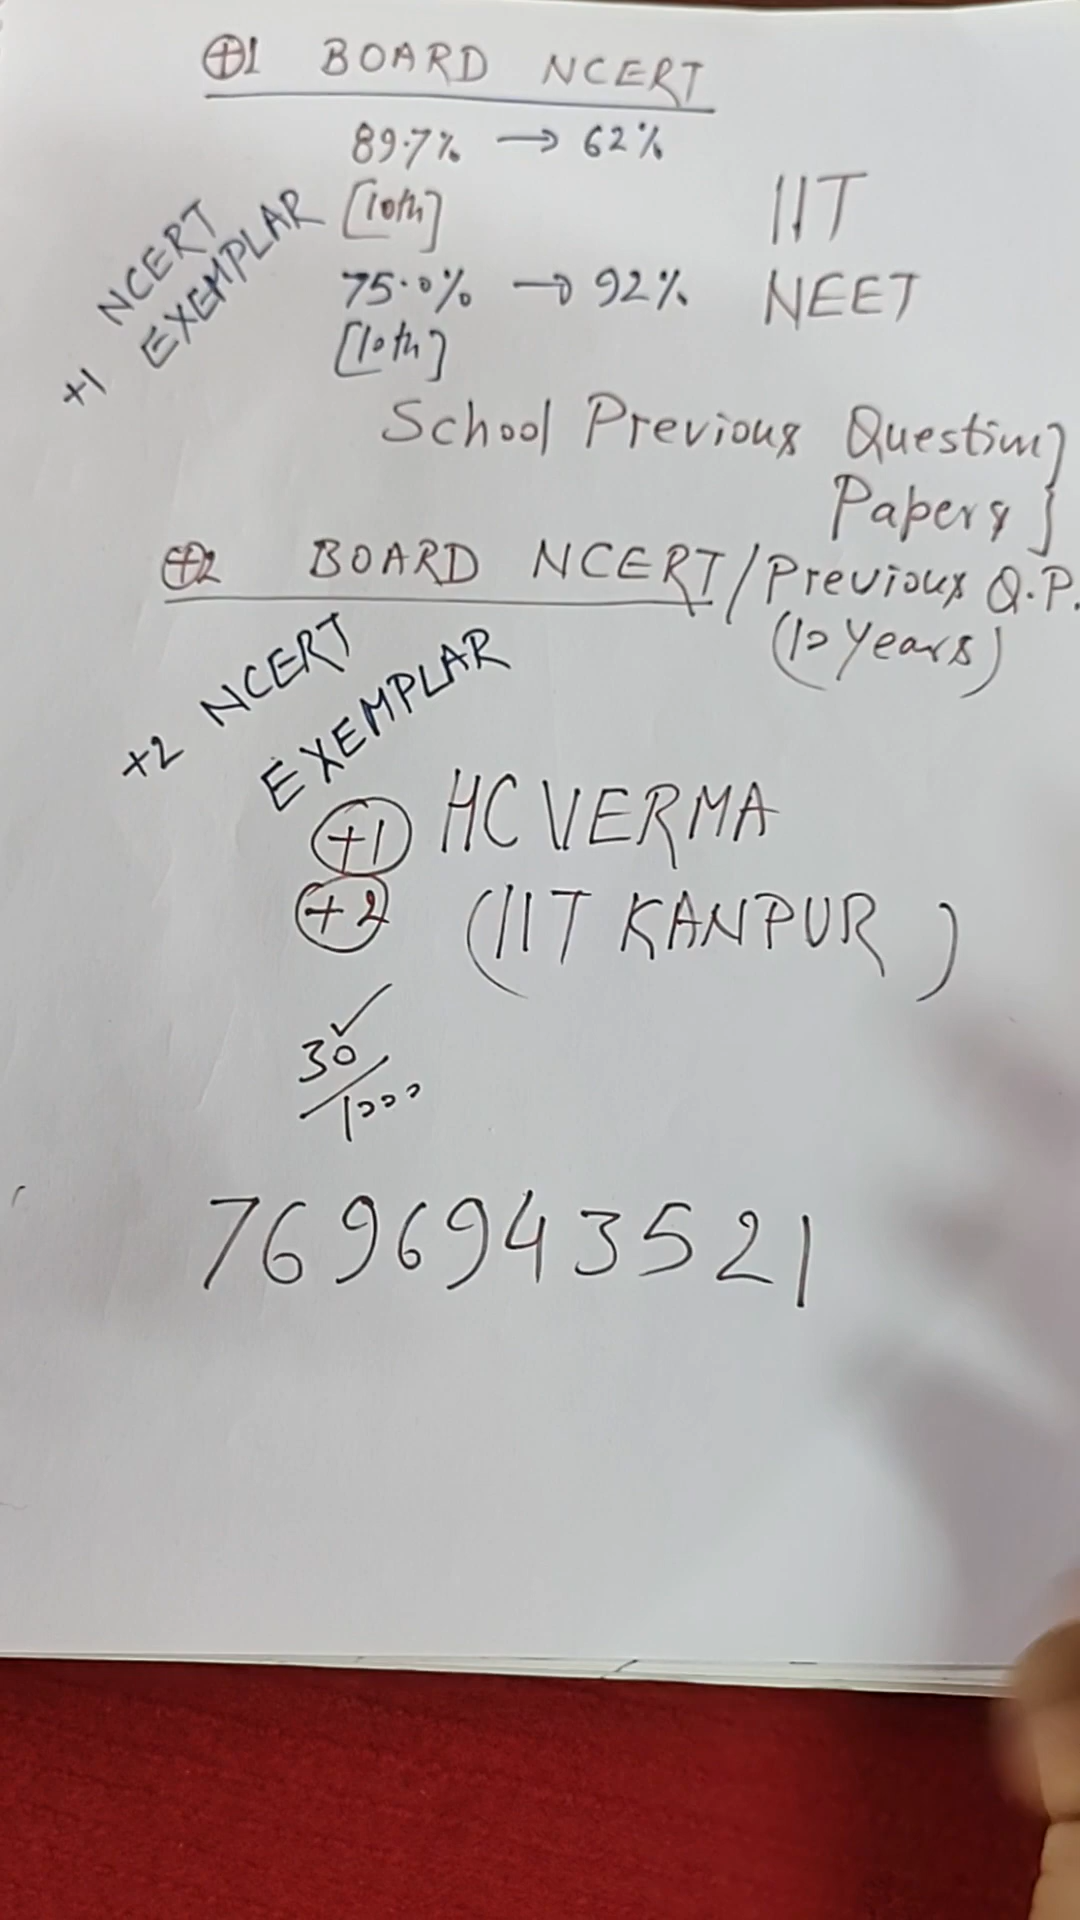 +1 BOARD NCERT
89.7% → 62%
[10th]
IIT
+1 NCERT
EXEMPLAR
75.0% → 92%
NEET
[10th]
School Previous Question
Papers
+2 BOARD NCERT/Previous Q.P.
(10 Years)
+2 NCERT
EXEMPLAR
+1 HC VERMA
+2 (IIT KANPUR)
30 ✓
/1000
7696943521